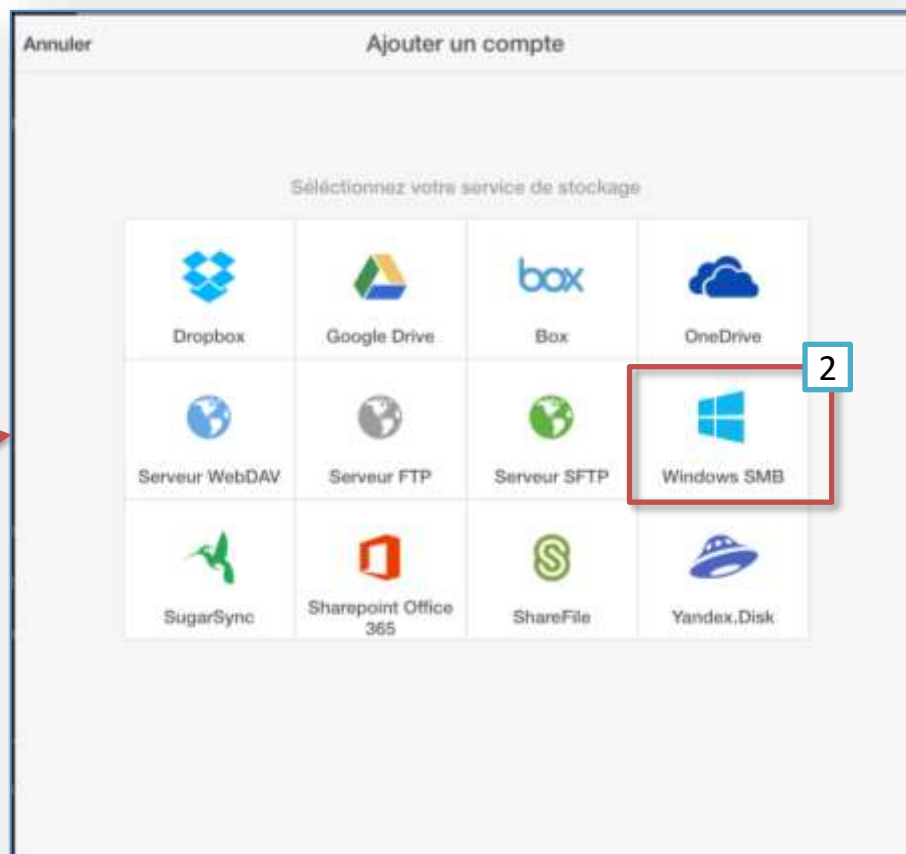 Annuler Ajouter un compte
Séléctionnez votre service de stockage
box
Dropbox Google Drive Box OneDrive
2
Serveur WebDAV Serveur FTP Serveur SFTP Windows SMB
SugarSync Sharepoint Office 365 ShareFile Yandex.Disk